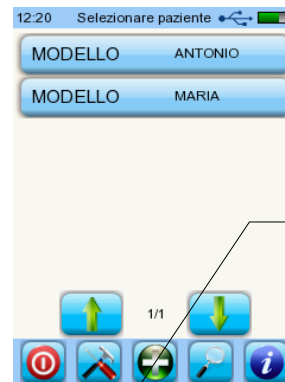 12:20 Selezionare paziente
MODELLO ANTONIO
MODELLO MARIA
1/1
i